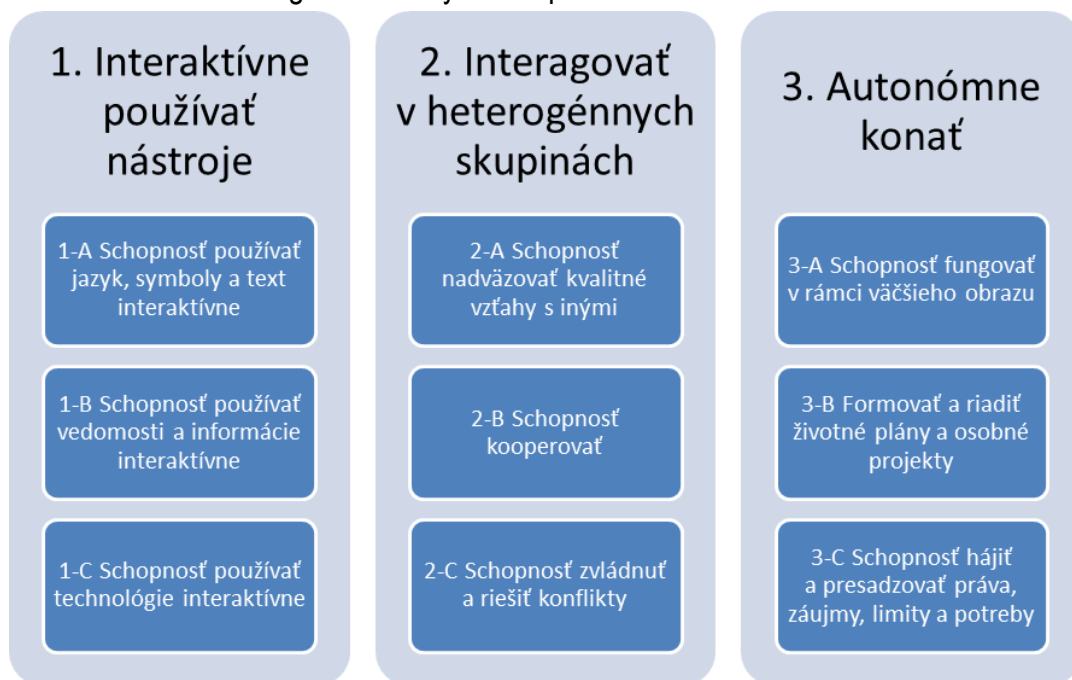 1. Interaktívne
používať
nástroje
1-A Schopnosť používať
jazyk, symboly a text
interaktívne
1-B Schopnosť používať
vedomosti a informácie
interaktívne
1-C Schopnosť používať
technológie interaktívne
2. Interagovať
v heterogénnych
skupinách
2-A Schopnosť
nadväzovať kvalitné
vzťahy s inými
2-B Schopnosť
kooperovať
2-C Schopnosť zvládnuť
a riešiť konflikty
3. Autonómne
konať
3-A Schopnosť fungovať
v rámci väčšieho obrazu
3-B Formovať a riadiť
životné plány a osobné
projekty
3-C Schopnosť hájiť
a presadzovať práva,
záujmy, limity a potreby